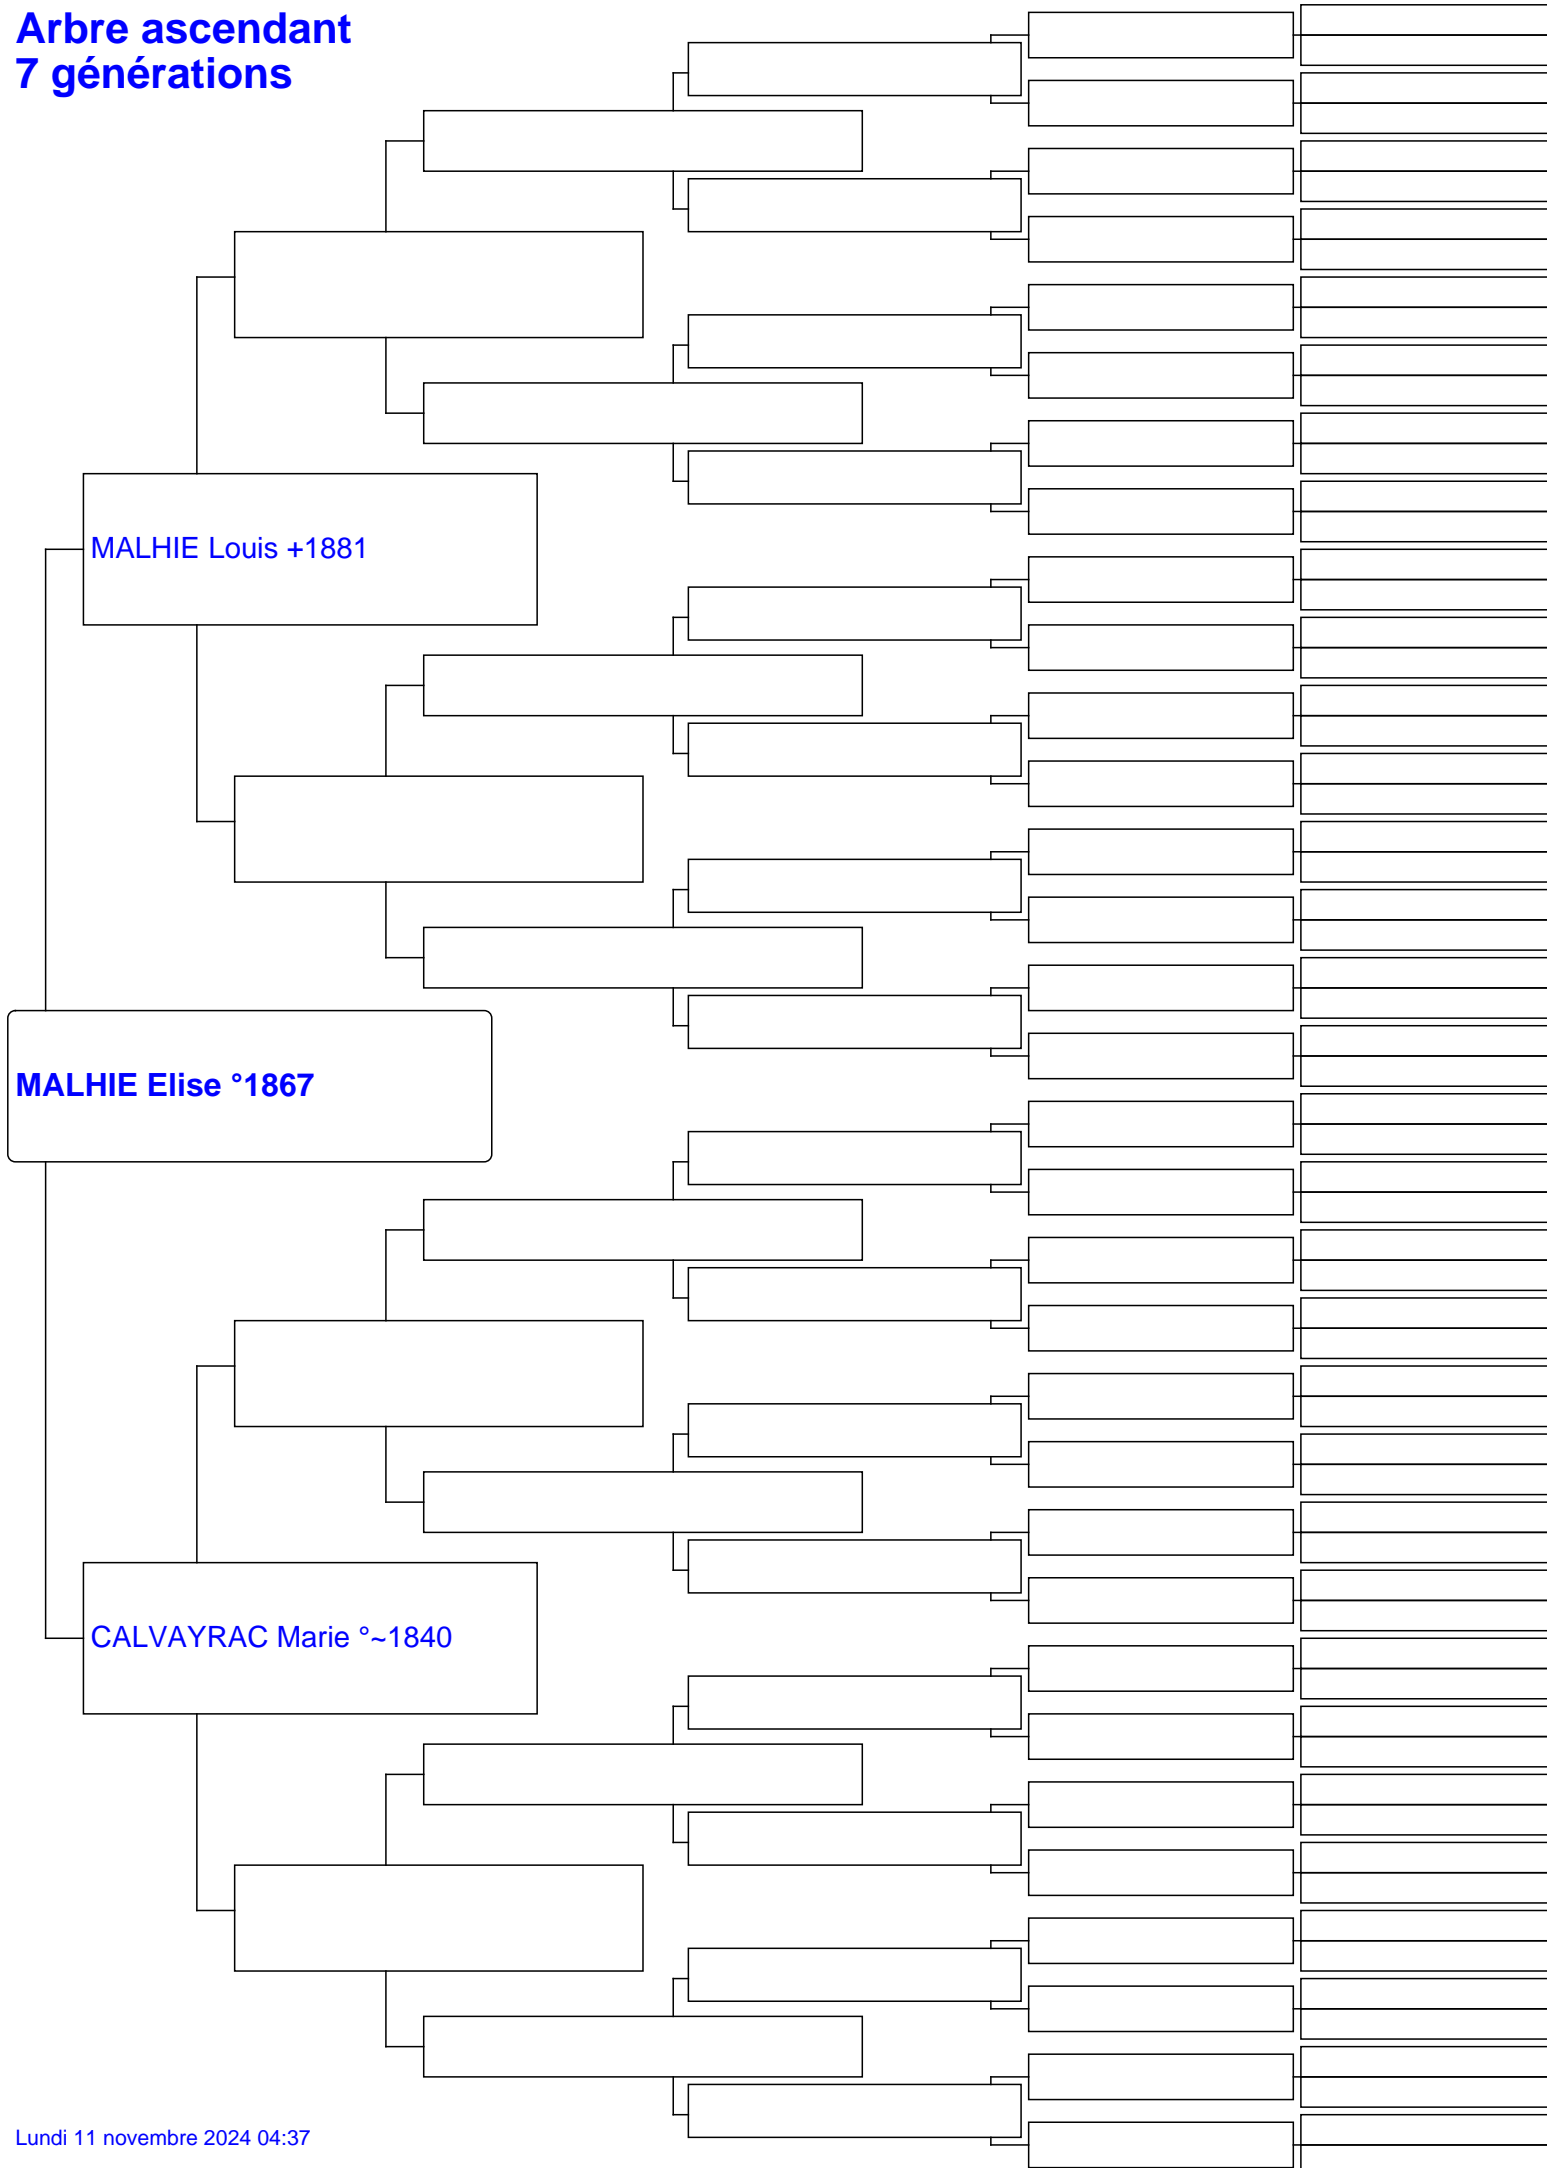 Arbre ascendant
7 générations
MALHIE Louis +1881
MALHIE Elise °1867
CALVAYRAC Marie °~1840
Lundi 11 novembre 2024 04:37